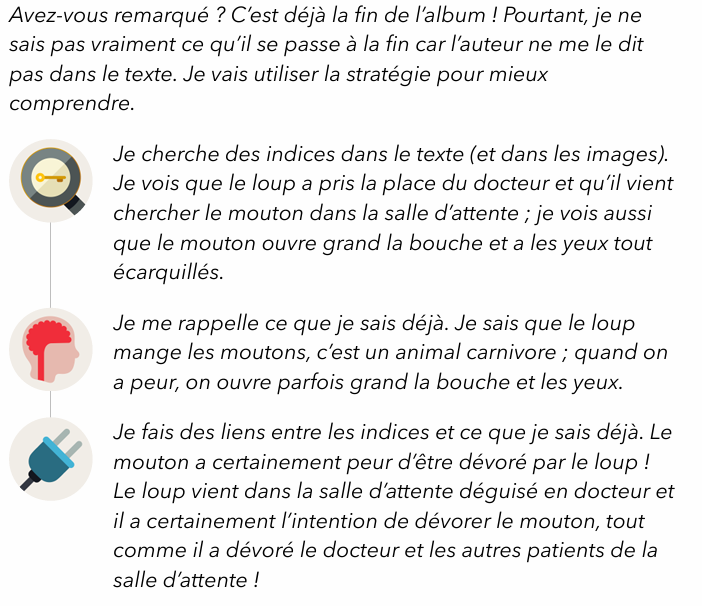 Avez-vous remarqué ? C’est déjà la fin de l’album ! Pourtant, je ne
sais pas vraiment ce qu’il se passe à la fin car l’auteur ne me le dit
pas dans le texte. Je vais utiliser la stratégie pour mieux
comprendre.
Je cherche des indices dans le texte (et dans les images).
Je vois que le loup a pris la place du docteur et qu’il vient
chercher le mouton dans la salle d’attente ; je vois aussi
que le mouton ouvre grand la bouche et a les yeux tout
écarquillés.
Je me rappelle ce que je sais déjà. Je sais que le loup
mange les moutons, c’est un animal carnivore ; quand on
a peur, on ouvre parfois grand la bouche et les yeux.
Je fais des liens entre les indices et ce que je sais déjà. Le
mouton a certainement peur d’être dévoré par le loup !
Le loup vient dans la salle d’attente déguisé en docteur et
il a certainement l’intention de dévorer le mouton, tout
comme il a dévoré le docteur et les autres patients de la
salle d’attente !